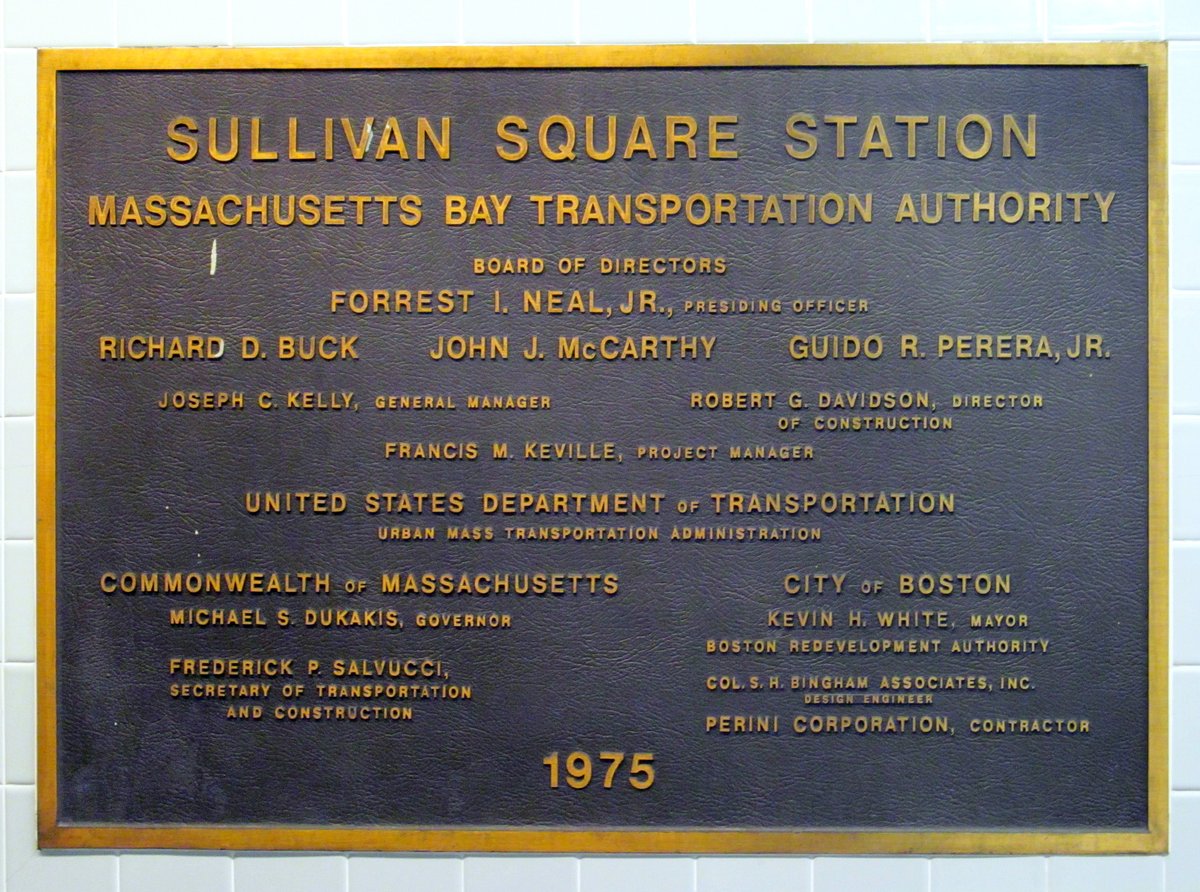 SULLIVAN SQUARE STATION
MASSACHUSETTS BAY TRANSPORTATION AUTHORITY
BOARD OF DIRECTORS
FORREST I. NEAL, JR., PRESIDING OFFICER
RICHARD D. BUCK JOHN J. McCARTHY GUIDO R. PERERA, JR.
JOSEPH C. KELLY, GENERAL MANAGER
ROBERT G. DAVIDSON, DIRECTOR
OF CONSTRUCTION
FRANCIS M. KEVILLE, PROJECT MANAGER
UNITED STATES DEPARTMENT OF TRANSPORTATION
URBAN MASS TRANSPORTATION ADMINISTRATION
COMMONWEALTH OF MASSACHUSETTS
MICHAEL S. DUKAKIS, GOVERNOR
FREDERICK P. SALVUCCI,
SECRETARY OF TRANSPORTATION
AND CONSTRUCTION
CITY OF BOSTON
KEVIN H. WHITE, MAYOR
BOSTON REDEVELOPMENT AUTHORITY
COL. S. H. BINGHAM ASSOCIATES, INC.
DESIGN ENGINEER
PERINI CORPORATION, CONTRACTOR
1975